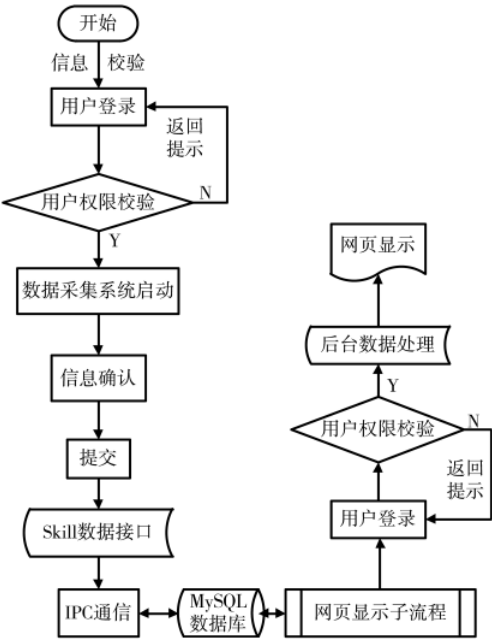 开始
信息 校验
用户登录
返回
提示
用户权限校验
N
Y
数据采集系统启动
信息确认
提交
Skill数据接口
IPC通信
MySQL
数据库
网页显示子流程
用户登录
返回
提示
用户权限校验
N
Y
后台数据处理
网页显示